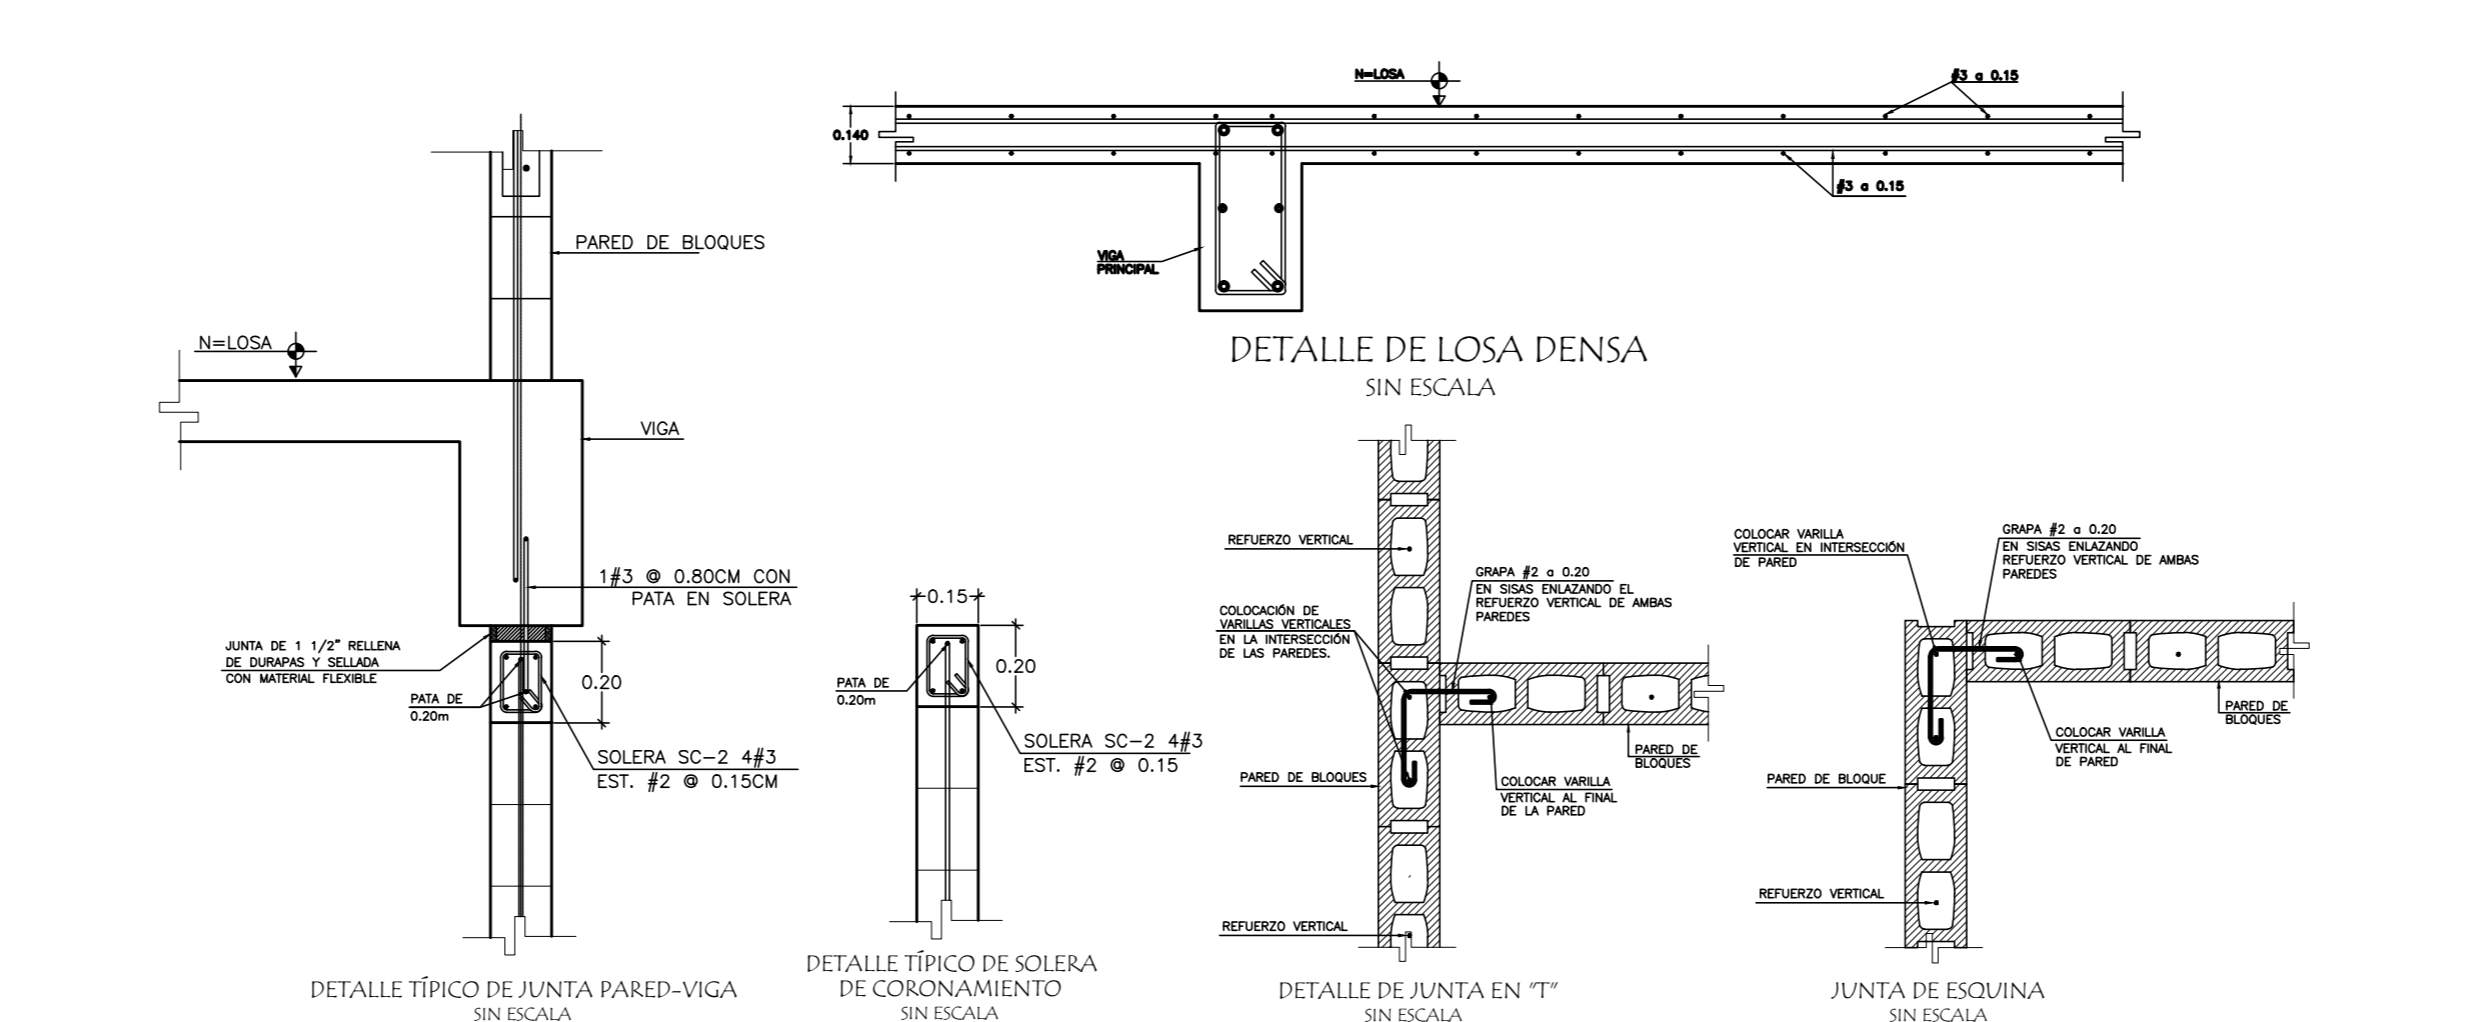 N=LOSA
#3 a 0.15
0.140
#3 a 0.15
VIGA
PRINCIPAL
DETALLE DE LOSA DENSA
SIN ESCALA
PARED DE BLOQUES
N=LOSA
VIGA
1#3 @ 0.80CM CON
PATA EN SOLERA
JUNTA DE 1 1/2" RELLENA
DE DURAPAS Y SELLADA
CON MATERIAL FLEXIBLE
0.20
PATA DE
0.20m
SOLERA SC-2 4#3
EST. #2 @ 0.15CM
DETALLE TÍPICO DE JUNTA PARED-VIGA
SIN ESCALA
0.15
0.20
PATA DE
0.20m
SOLERA SC-2 4#3
EST. #2 @ 0.15
DETALLE TÍPICO DE SOLERA
DE CORONAMIENTO
SIN ESCALA
REFUERZO VERTICAL
GRAPA #2 a 0.20
EN SISAS ENLAZANDO EL
REFUERZO VERTICAL DE AMBAS
PAREDES
COLOCACIÓN DE
VARILLAS VERTICALES
EN LA INTERSECCIÓN
DE LAS PAREDES.
PARED DE
BLOQUES
PARED DE BLOQUES
COLOCAR VARILLA
VERTICAL AL FINAL
DE LA PARED
REFUERZO VERTICAL
DETALLE DE JUNTA EN "T"
SIN ESCALA
COLOCAR VARILLA
VERTICAL EN INTERSECCIÓN
DE PARED
GRAPA #2 a 0.20
EN SISAS ENLAZANDO
REFUERZO VERTICAL DE AMBAS
PAREDES
PARED DE
BLOQUES
COLOCAR VARILLA
VERTICAL AL FINAL
DE PARED
PARED DE BLOQUE
REFUERZO VERTICAL
JUNTA DE ESQUINA
SIN ESCALA